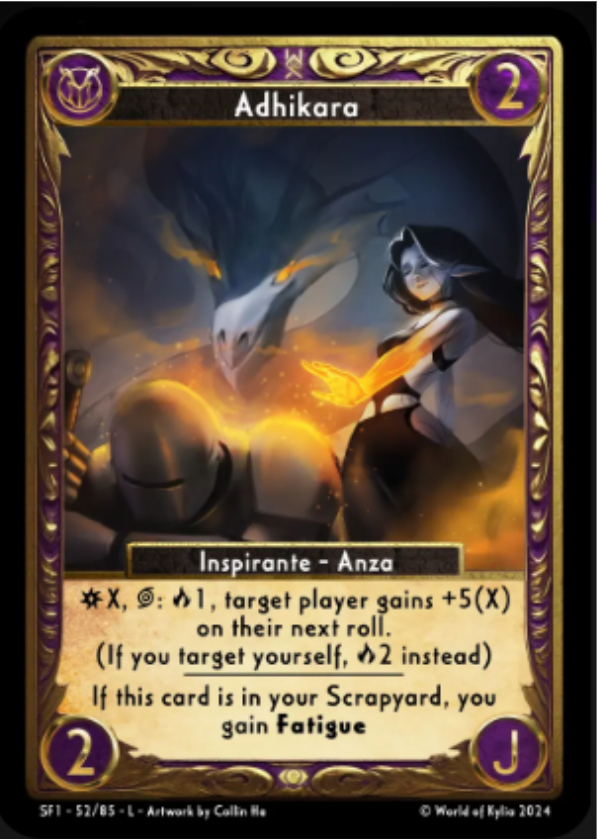 2
Adhikara
Inspirante - Anza
X, : 1, target player gains +5(X)
on their next roll.
(If you target yourself, 2 instead)
If this card is in your Scrapyard, you
gain Fatigue
2
J
SF1 - 52/85 - L - Artwork by Collin Ha
© World of Kylia 2024